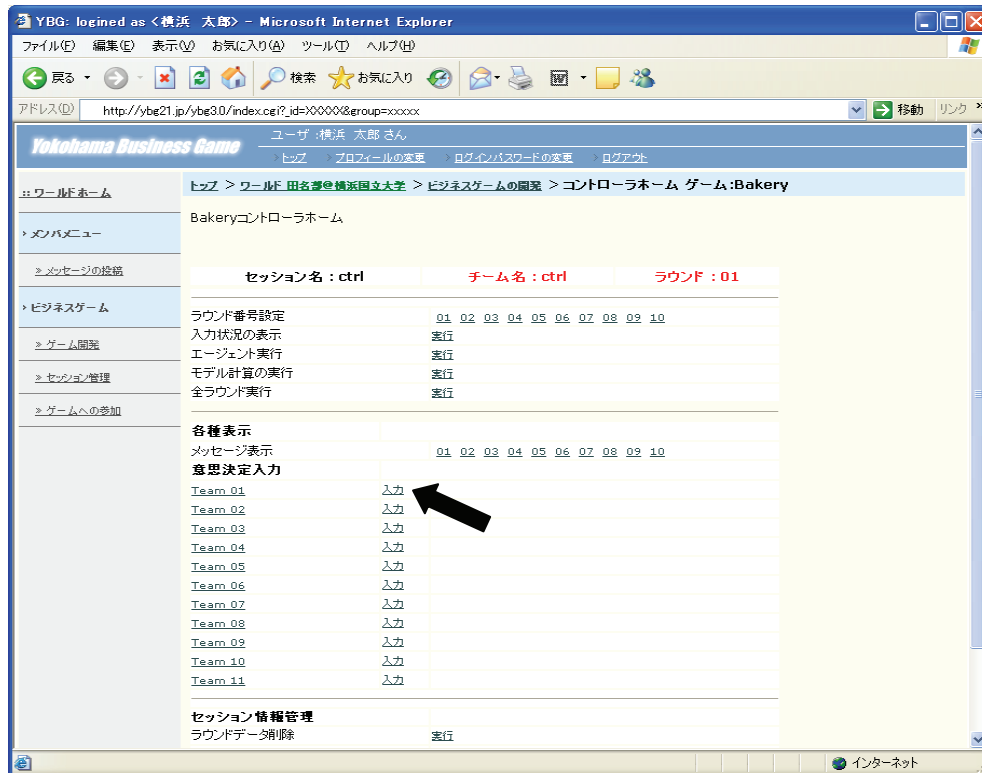 YBG: logined as <横浜 太郎> - Microsoft Internet Explorer
ファイル(F) 編集(E) 表示(V) お気に入り(A) ツール(T) ヘルプ(H)
戻る 検索 お気に入り
アドレス(D) http://ybg21.jp/ybg3.0/index.cgi?_id=XXXXX&group=xxxxx 移動 リンク »
Yokohama Business Game
ユーザ :横浜 太郎 さん
トップ プロフィールの変更 ログインパスワードの変更 ログアウト
:: ワールドホーム
› メンバメニュー
» メッセージの投稿
› ビジネスゲーム
» ゲーム開発
» セッション管理
» ゲームへの参加
トップ > ワールド 田名部@横浜国立大学 > ビジネスゲームの開発 > コントローラホーム ゲーム:Bakery
Bakeryコントローラホーム
セッション名：ctrl チーム名：ctrl ラウンド：01
ラウンド番号設定 01 02 03 04 05 06 07 08 09 10
入力状況の表示 実行
エージェント実行 実行
モデル計算の実行 実行
全ラウンド実行 実行
各種表示
メッセージ表示 01 02 03 04 05 06 07 08 09 10
意思決定入力
Team 01 入力
Team 02 入力
Team 03 入力
Team 04 入力
Team 05 入力
Team 06 入力
Team 07 入力
Team 08 入力
Team 09 入力
Team 10 入力
Team 11 入力
セッション情報管理
ラウンドデータ削除 実行
インターネット